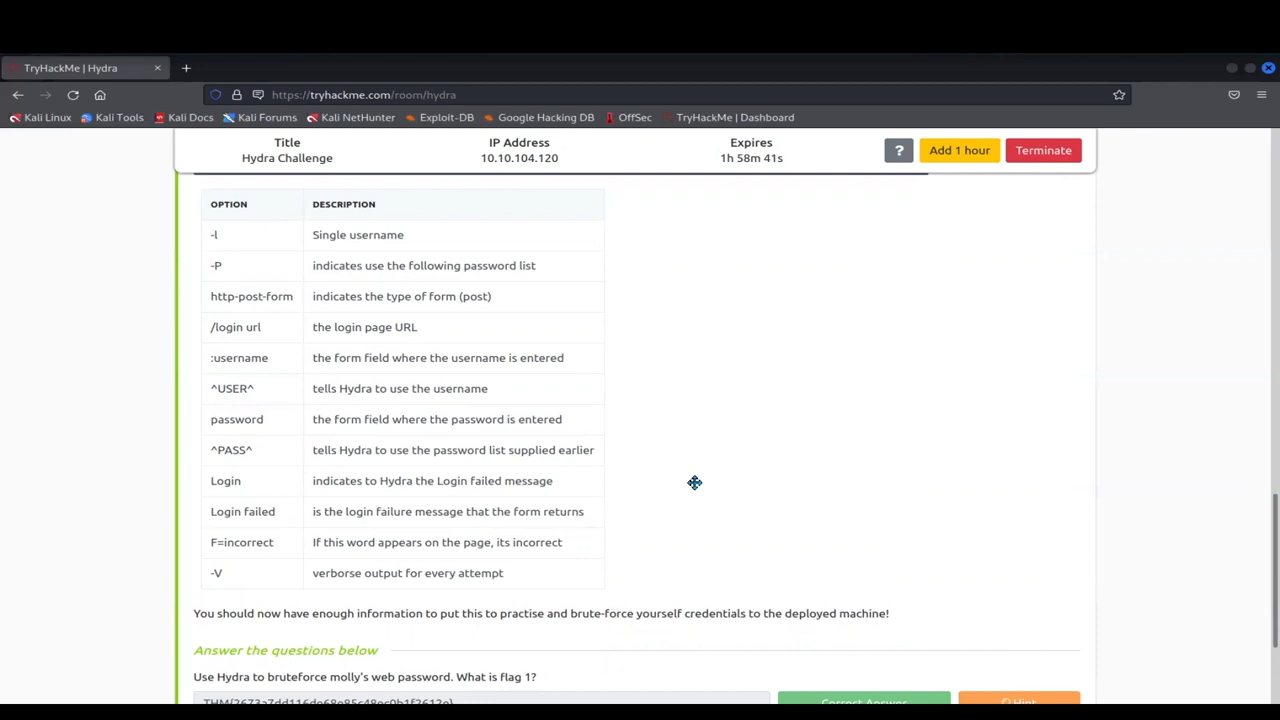 TryHackMe | Hydra
https://tryhackme.com/room/hydra
Kali Linux Kali Tools Kali Docs Kali Forums Kali NetHunter Exploit-DB Google Hacking DB OffSec TryHackMe | Dashboard
Title IP Address Expires
Hydra Challenge 10.10.104.120 1h 58m 41s ? Add 1 hour Terminate
OPTION DESCRIPTION
-l Single username
-P indicates use the following password list
http-post-form indicates the type of form (post)
/login url the login page URL
:username the form field where the username is entered
^USER^ tells Hydra to use the username
password the form field where the password is entered
^PASS^ tells Hydra to use the password list supplied earlier
Login indicates to Hydra the Login failed message
Login failed is the login failure message that the form returns
F=incorrect If this word appears on the page, its incorrect
-V verborse output for every attempt
You should now have enough information to put this to practise and brute-force yourself credentials to the deployed machine!
Answer the questions below
Use Hydra to bruteforce molly's web password. What is flag 1?
Correct Answer Hint